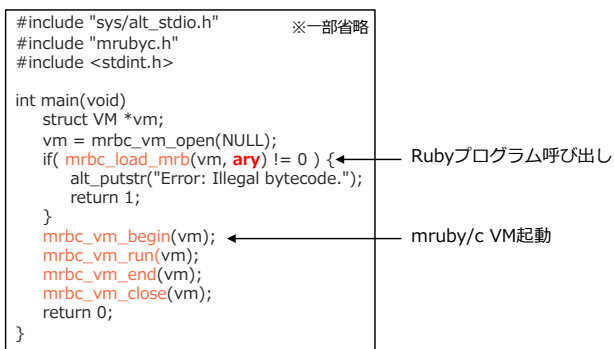 #include "sys/alt_stdio.h"
※一部省略
#include "mrubyc.h"
#include <stdint.h>
int main(void)
struct VM *vm;
vm = mrbc_vm_open(NULL);
if( mrbc_load_mrb(vm, ary) != 0 ) {
Rubyプログラム呼び出し
alt_putstr("Error: Illegal bytecode.");
return 1;
}
mrbc_vm_begin(vm);
mruby/c VM起動
mrbc_vm_run(vm);
mrbc_vm_end(vm);
mrbc_vm_close(vm);
return 0;
}